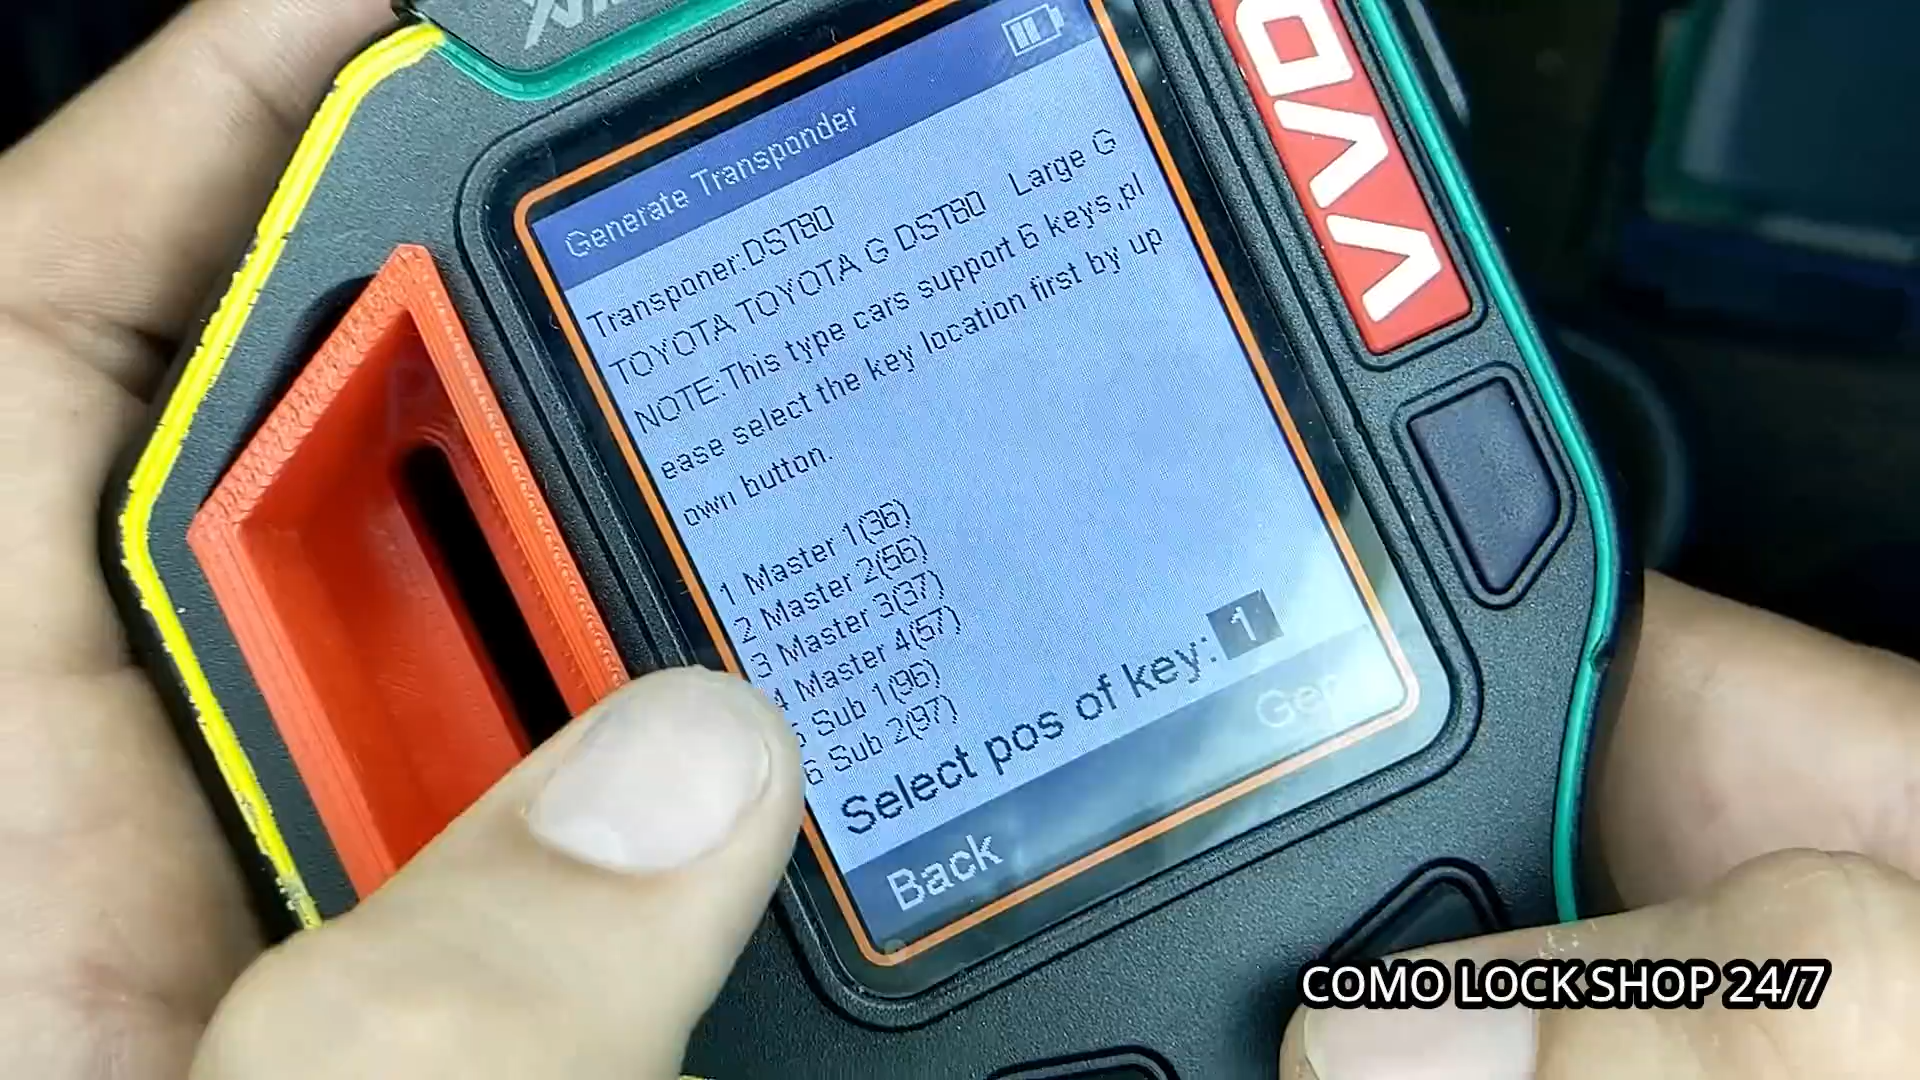 Generate Transponder
Transponer:DST80
TOYOTA TOYOTA G DST80 Large G
NOTE:This type cars support 6 keys,pl
ease select the key location first by up
own button.
1 Master 1(36)
2 Master 2(56)
3 Master 3(37)
4 Master 4(57)
Sub 1(96)
6 Sub 2(97)
Select pos of key: 1
Back
VVD
COMO LOCK SHOP 24/7